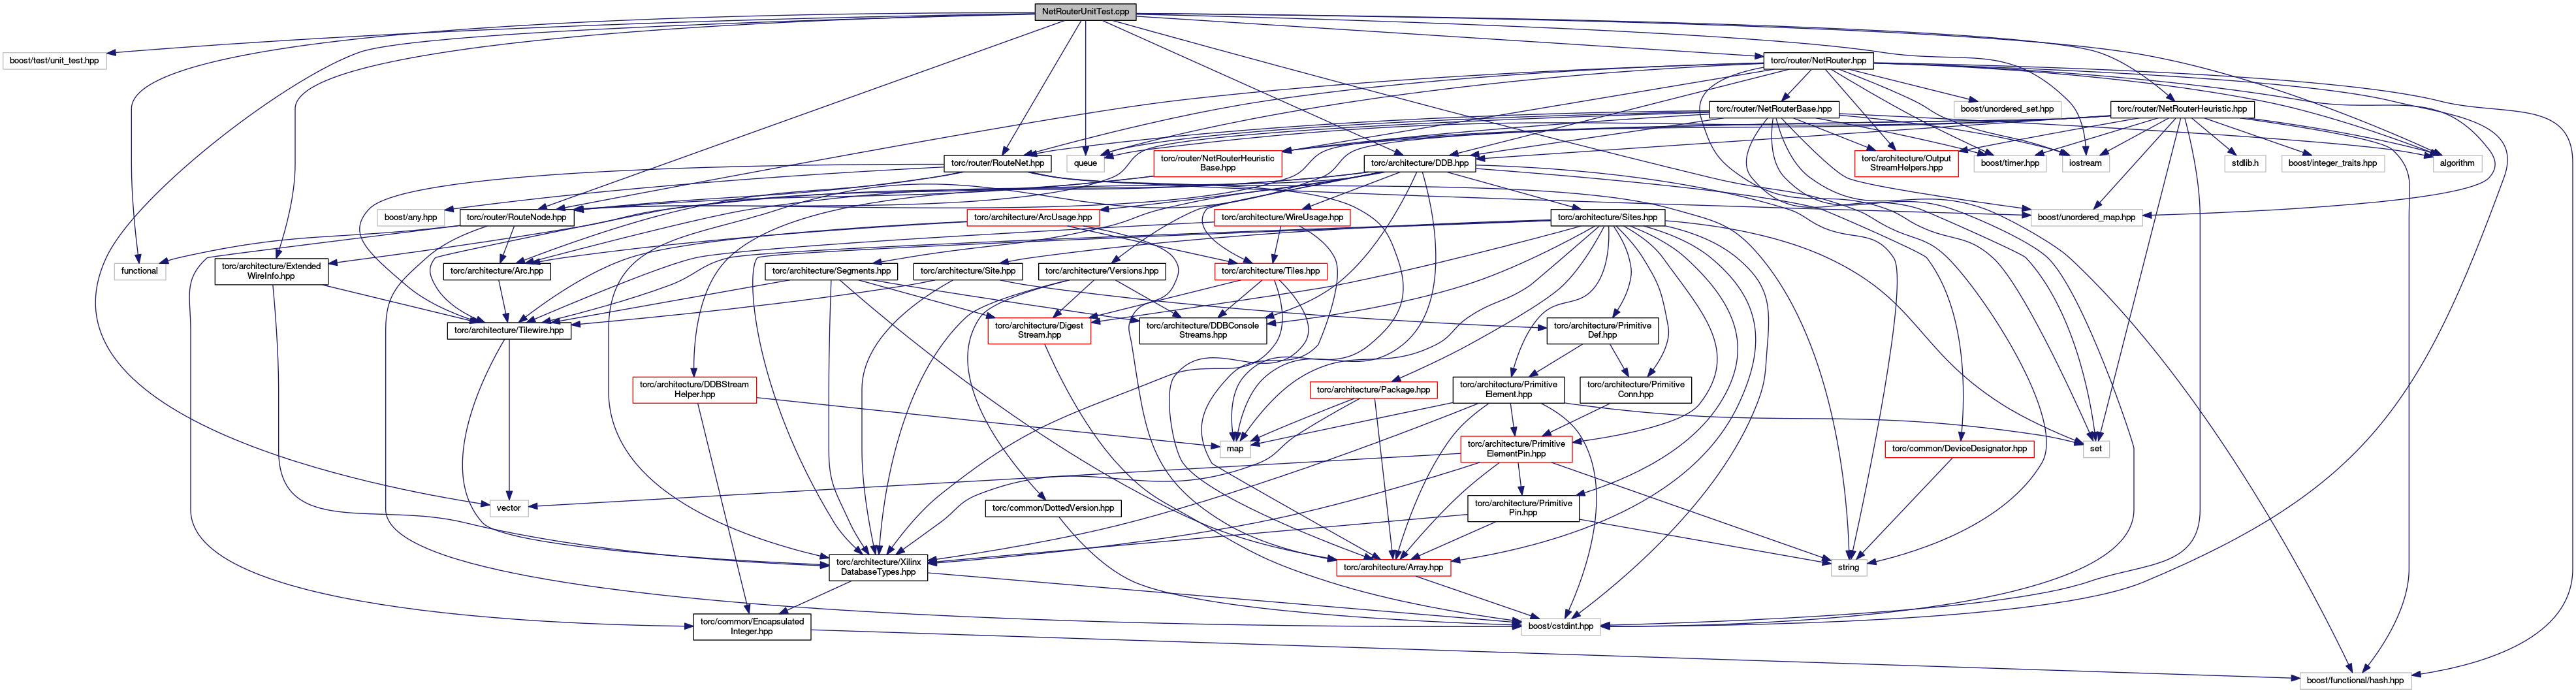 NetRouterUnitTest.cpp
boost/test/unit_test.hpp
torc/router/NetRouter.hpp
torc/router/NetRouterBase.hpp
boost/unordered_set.hpp
torc/router/NetRouterHeuristic.hpp
torc/router/RouteNet.hpp
queue
torc/router/NetRouterHeuristic
Base.hpp
torc/architecture/DDB.hpp
torc/architecture/Output
StreamHelpers.hpp
boost/timer.hpp
iostream
stdlib.h
boost/integer_traits.hpp
algorithm
boost/any.hpp
torc/router/RouteNode.hpp
torc/architecture/ArcUsage.hpp
torc/architecture/WireUsage.hpp
torc/architecture/Sites.hpp
boost/unordered_map.hpp
functional
torc/architecture/Extended
WireInfo.hpp
torc/architecture/Arc.hpp
torc/architecture/Segments.hpp
torc/architecture/Site.hpp
torc/architecture/Versions.hpp
torc/architecture/Tiles.hpp
torc/architecture/Tilewire.hpp
torc/architecture/Digest
Stream.hpp
torc/architecture/DDBConsole
Streams.hpp
torc/architecture/Primitive
Def.hpp
torc/architecture/DDBStream
Helper.hpp
torc/architecture/Package.hpp
torc/architecture/Primitive
Element.hpp
torc/architecture/Primitive
Conn.hpp
map
torc/architecture/Primitive
ElementPin.hpp
torc/common/DeviceDesignator.hpp
set
vector
torc/common/DottedVersion.hpp
torc/architecture/Primitive
Pin.hpp
torc/architecture/Xilinx
DatabaseTypes.hpp
torc/architecture/Array.hpp
string
torc/common/Encapsulated
Integer.hpp
boost/cstdint.hpp
boost/functional/hash.hpp